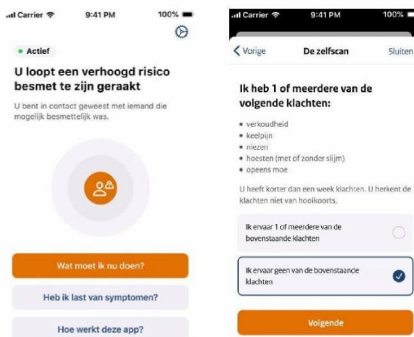 Carrier 9:41 PM 100%
Actief
U loopt een verhoogd risico
besmet te zijn geraakt
U bent in contact geweest met iemand die
mogelijk besmettelijk was.
Wat moet ik nu doen?
Heb ik last van symptomen?
Hoe werkt deze app?
Carrier 9:41 PM 100%
Vorige De zelfscan Sluiten
Ik heb 1 of meerdere van de
volgende klachten:
• verkoudheid
• keelpijn
• niezen
• hoesten (met of zonder slijm)
• opeens moe
U heeft korter dan een week klachten. U herkent de
klachten niet van hooikoorts.
Ik ervaar 1 of meerdere van de
bovenstaande klachten
Ik ervaar geen van de bovenstaande
klachten
Volgende